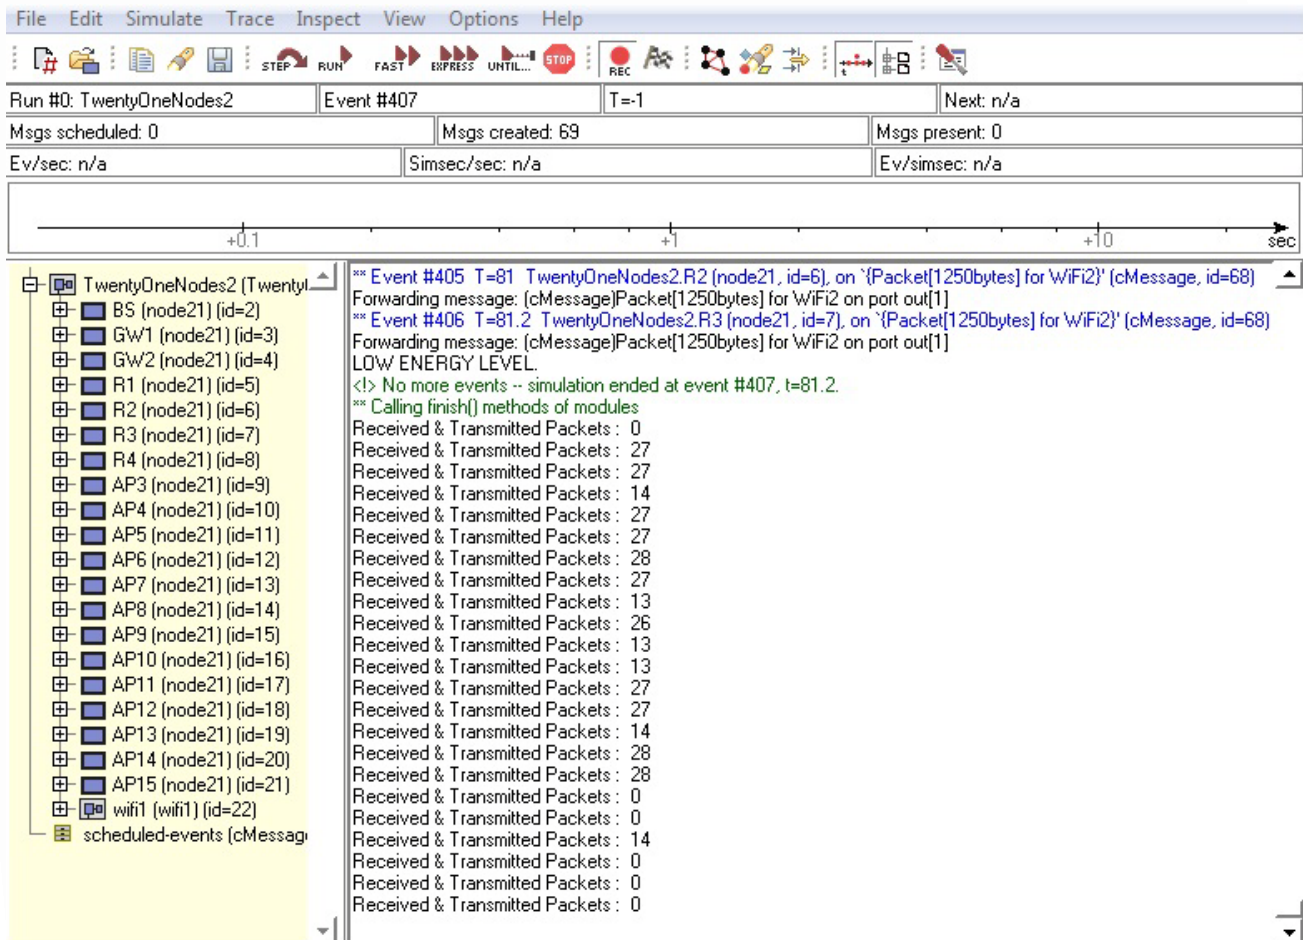 File Edit Simulate Trace Inspect View Options Help
STEP RUN FAST EXPRESS UNTIL... STOP REC
Run #0: TwentyOneNodes2 Event #407 T=-1 Next: n/a
Msgs scheduled: 0 Msgs created: 69 Msgs present: 0
Ev/sec: n/a Simsec/sec: n/a Ev/simsec: n/a
+0.1 +1 +10 sec
TwentyOneNodes2 (Twentyl
BS (node21) (id=2)
GW1 (node21) (id=3)
GW2 (node21) (id=4)
R1 (node21) (id=5)
R2 (node21) (id=6)
R3 (node21) (id=7)
R4 (node21) (id=8)
AP3 (node21) (id=9)
AP4 (node21) (id=10)
AP5 (node21) (id=11)
AP6 (node21) (id=12)
AP7 (node21) (id=13)
AP8 (node21) (id=14)
AP9 (node21) (id=15)
AP10 (node21) (id=16)
AP11 (node21) (id=17)
AP12 (node21) (id=18)
AP13 (node21) (id=19)
AP14 (node21) (id=20)
AP15 (node21) (id=21)
wifi1 (wifi1) (id=22)
scheduled-events (cMessag
** Event #405 T=81 TwentyOneNodes2.R2 (node21, id=6), on `{Packet[1250bytes] for WiFi2}' (cMessage, id=68)
Forwarding message: (cMessage)Packet[1250bytes] for WiFi2 on port out[1]
** Event #406 T=81.2 TwentyOneNodes2.R3 (node21, id=7), on `{Packet[1250bytes] for WiFi2}' (cMessage, id=68)
Forwarding message: (cMessage)Packet[1250bytes] for WiFi2 on port out[1]
LOW ENERGY LEVEL.
<!> No more events -- simulation ended at event #407, t=81.2.
** Calling finish() methods of modules
Received & Transmitted Packets : 0
Received & Transmitted Packets : 27
Received & Transmitted Packets : 27
Received & Transmitted Packets : 14
Received & Transmitted Packets : 27
Received & Transmitted Packets : 27
Received & Transmitted Packets : 28
Received & Transmitted Packets : 27
Received & Transmitted Packets : 13
Received & Transmitted Packets : 26
Received & Transmitted Packets : 13
Received & Transmitted Packets : 13
Received & Transmitted Packets : 27
Received & Transmitted Packets : 27
Received & Transmitted Packets : 14
Received & Transmitted Packets : 28
Received & Transmitted Packets : 28
Received & Transmitted Packets : 0
Received & Transmitted Packets : 0
Received & Transmitted Packets : 14
Received & Transmitted Packets : 0
Received & Transmitted Packets : 0
Received & Transmitted Packets : 0